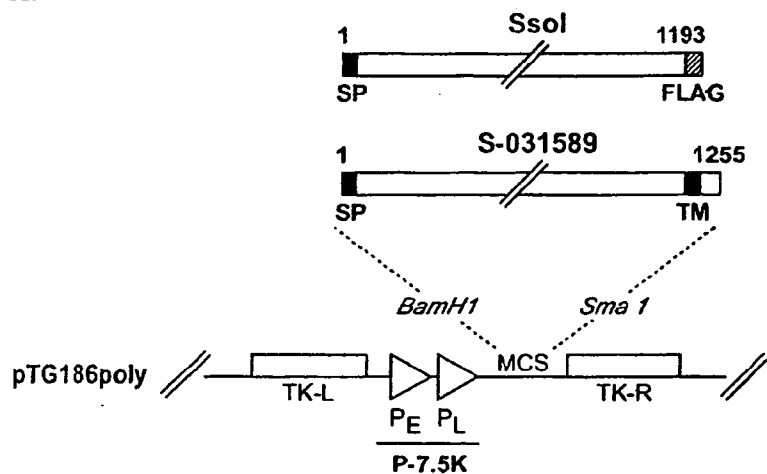 SsoI
1 1193
SP FLAG
S-031589
1 1255
SP TM
BamH1 Sma 1
MCS
pTG186poly
TK-L TK-R
PE PL
P-7.5K